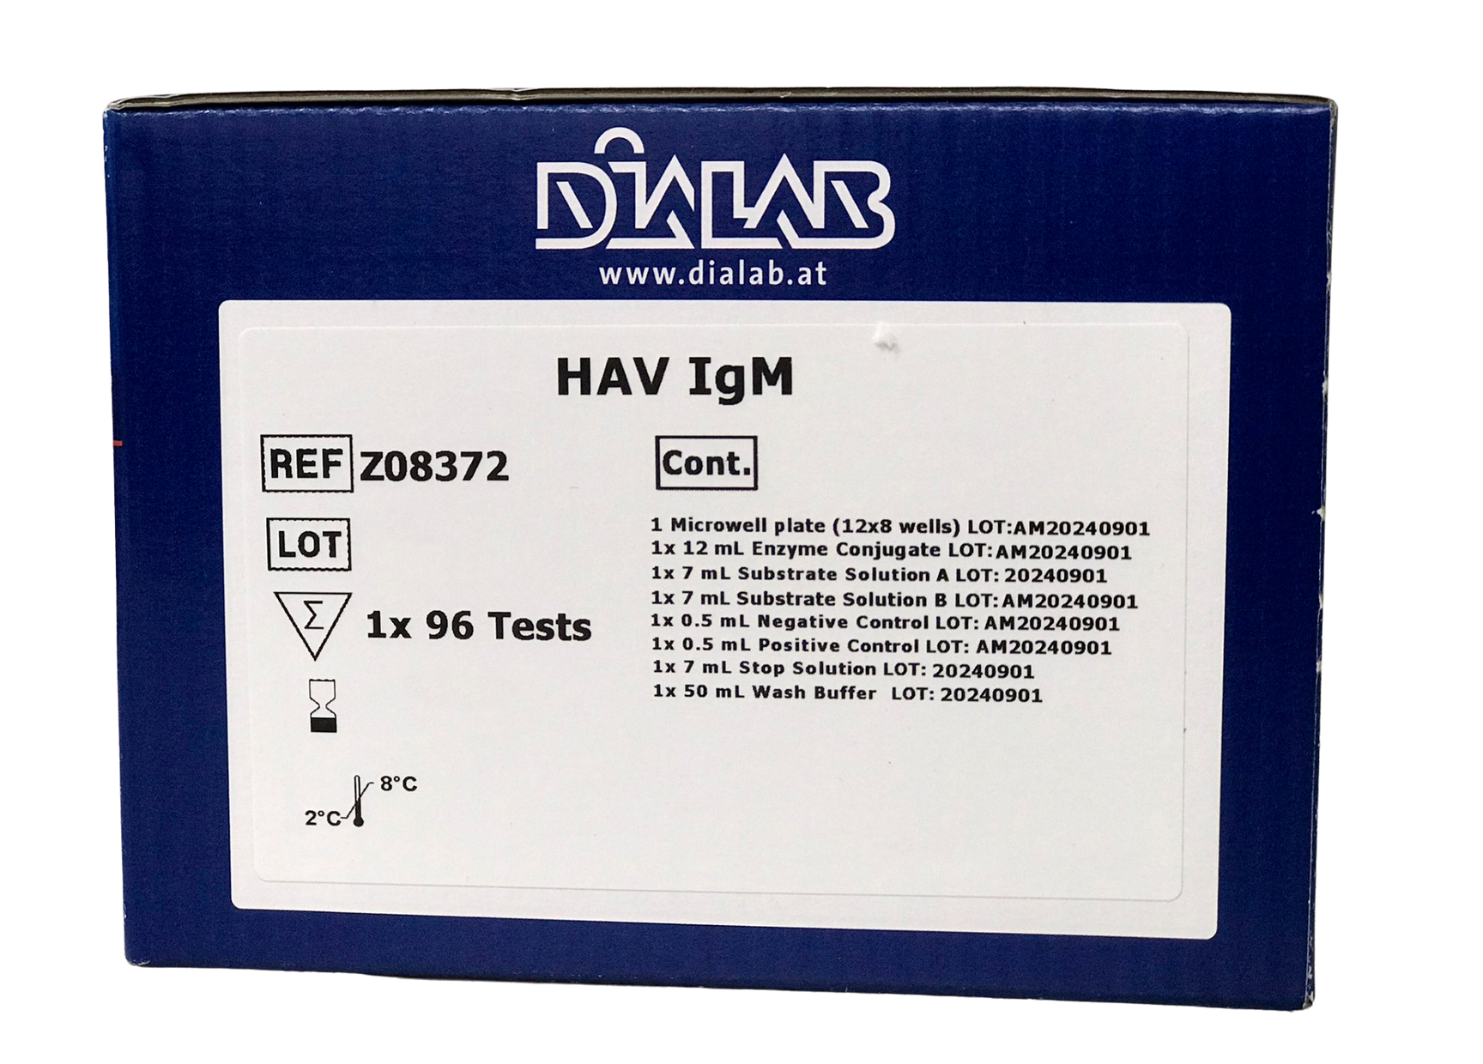 DiALAB
www.dialab.at
HAV IgM
REF Z08372
LOT
Σ 1x 96 Tests
8°C
2°C
Cont.
1 Microwell plate (12x8 wells) LOT:AM20240901
1x 12 mL Enzyme Conjugate LOT:AM20240901
1x 7 mL Substrate Solution A LOT: 20240901
1x 7 mL Substrate Solution B LOT:AM20240901
1x 0.5 mL Negative Control LOT: AM20240901
1x 0.5 mL Positive Control LOT: AM20240901
1x 7 mL Stop Solution LOT: 20240901
1x 50 mL Wash Buffer LOT: 20240901